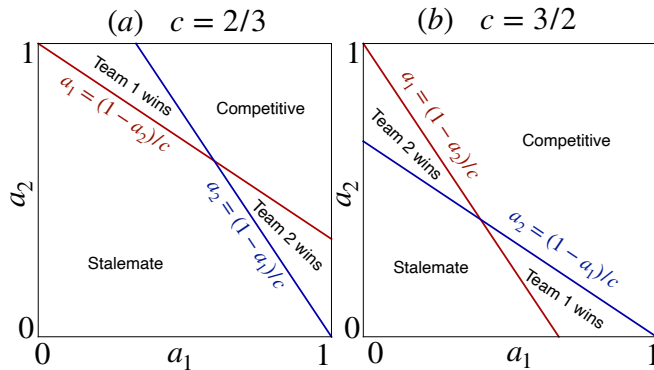 (a) c = 2/3
1
Team 1 wins
Competitive
a₁ = (1 – a₂)/c
a₂
a₂ = (1 – a₁)/c
Team 2 wins
Stalemate
0
0
a₁
1
(b) c = 3/2
1
a₁ = (1 – a₂)/c
Competitive
Team 2 wins
a₂
a₂ = (1 – a₁)/c
Stalemate
Team 1 wins
0
0
a₁
1